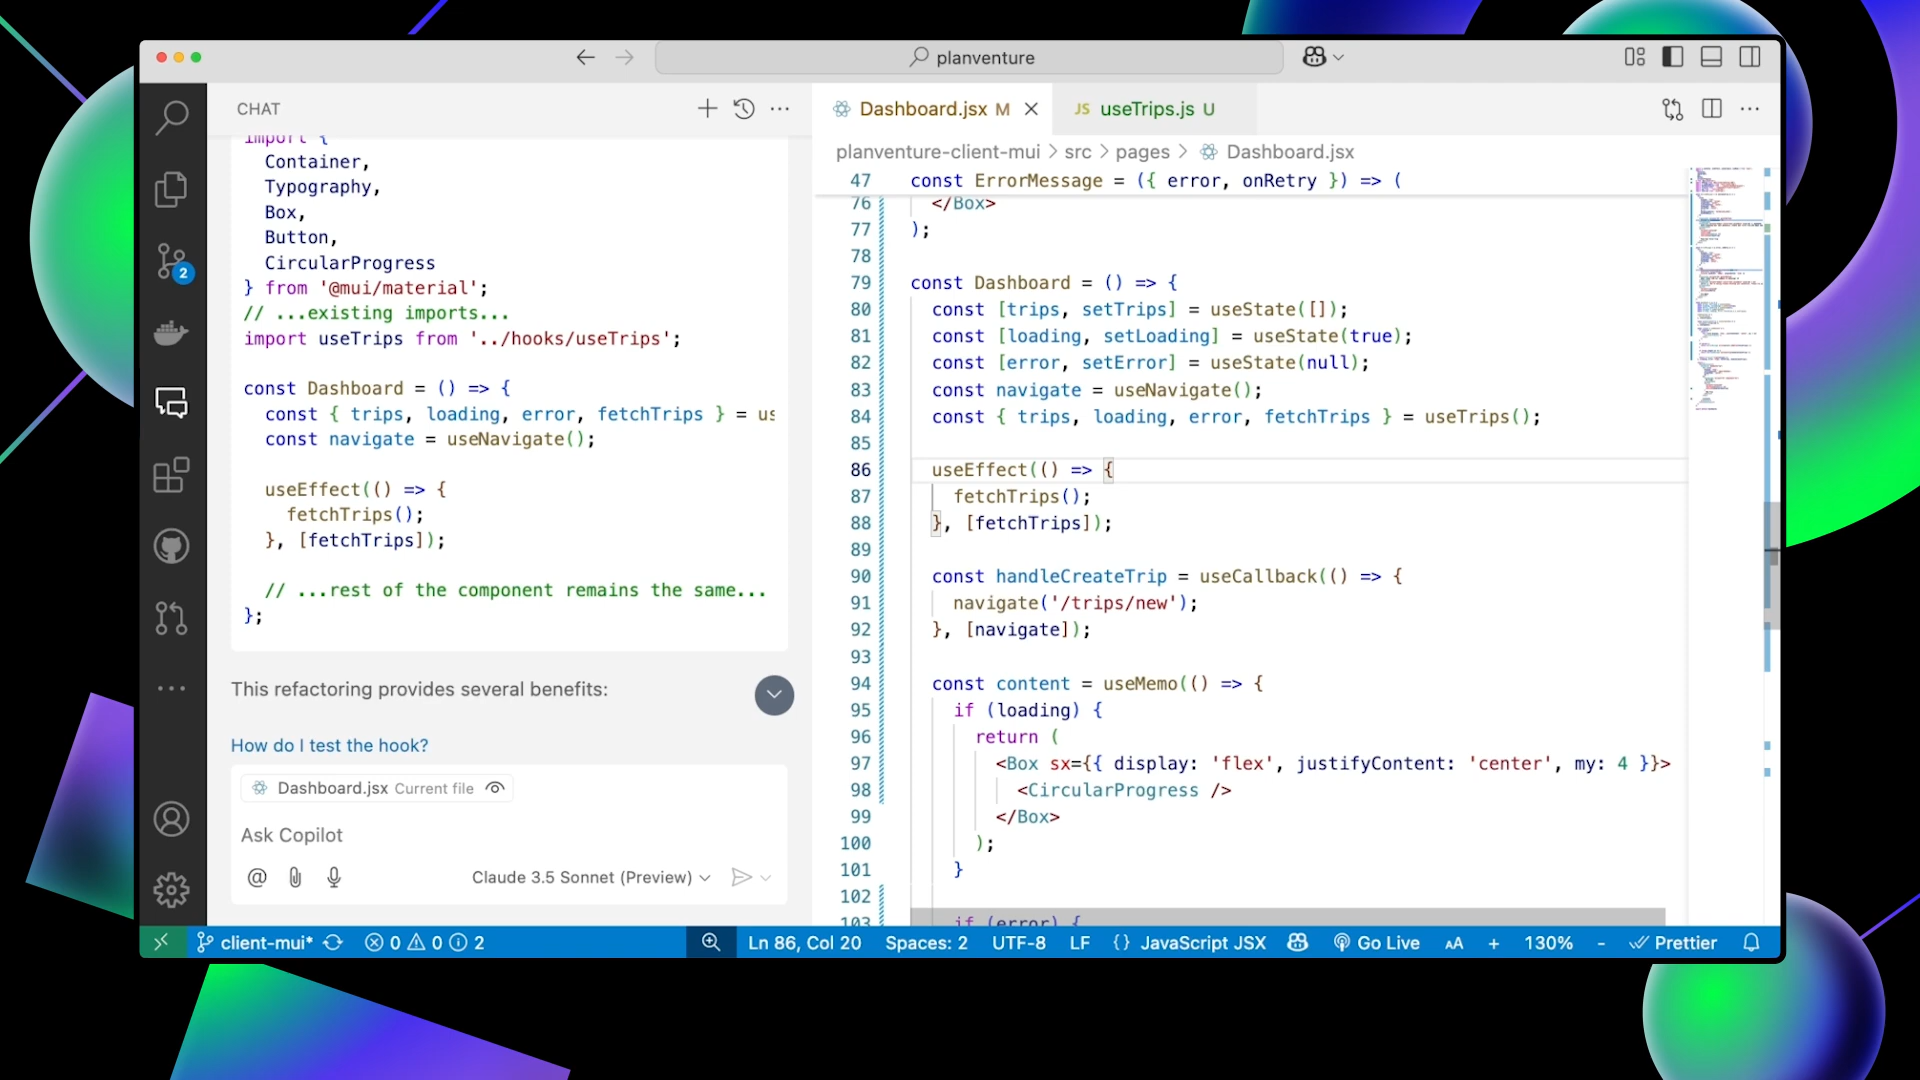 planventure
CHAT
import {
Container,
Typography,
Box,
Button,
CircularProgress
} from '@mui/material';
// ...existing imports...
import useTrips from '../hooks/useTrips';
const Dashboard = () => {
const { trips, loading, error, fetchTrips } = us
const navigate = useNavigate();
useEffect(() => {
fetchTrips();
}, [fetchTrips]);
// ...rest of the component remains the same...
};
This refactoring provides several benefits:
How do I test the hook?
Dashboard.jsx Current file
Ask Copilot
Claude 3.5 Sonnet (Preview)
2
Dashboard.jsx M
JS useTrips.js U
planventure-client-mui > src > pages > Dashboard.jsx
47 const ErrorMessage = ({ error, onRetry }) => (
76 </Box>
77 );
78
79 const Dashboard = () => {
80 const [trips, setTrips] = useState([]);
81 const [loading, setLoading] = useState(true);
82 const [error, setError] = useState(null);
83 const navigate = useNavigate();
84 const { trips, loading, error, fetchTrips } = useTrips();
85
86 useEffect(() => {
87 fetchTrips();
88 }, [fetchTrips]);
89
90 const handleCreateTrip = useCallback(() => {
91 navigate('/trips/new');
92 }, [navigate]);
93
94 const content = useMemo(() => {
95 if (loading) {
96 return (
97 <Box sx={{ display: 'flex', justifyContent: 'center', my: 4 }}>
98 <CircularProgress />
99 </Box>
100 );
101 }
102
103 if (error) {
client-mui* 0 0 2 Ln 86, Col 20 Spaces: 2 UTF-8 LF {} JavaScript JSX Go Live AA + 130% - Prettier